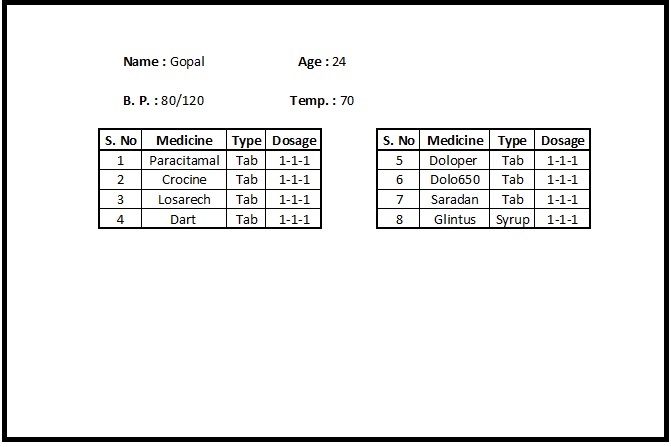 Name : Gopal Age : 24
B. P. : 80/120 Temp. : 70
S. No Medicine Type Dosage
1 Paracitamal Tab 1-1-1
2 Crocine Tab 1-1-1
3 Losarech Tab 1-1-1
4 Dart Tab 1-1-1
S. No Medicine Type Dosage
5 Doloper Tab 1-1-1
6 Dolo650 Tab 1-1-1
7 Saradan Tab 1-1-1
8 Glintus Syrup 1-1-1